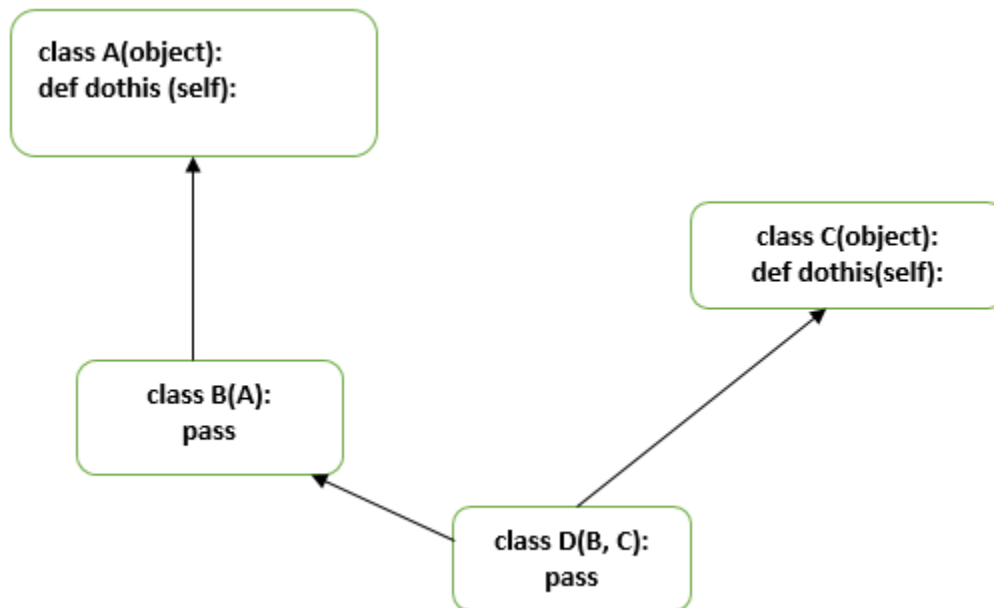 class A(object):
def dothis (self):
class C(object):
def dothis(self):
class B(A):
pass
class D(B, C):
pass